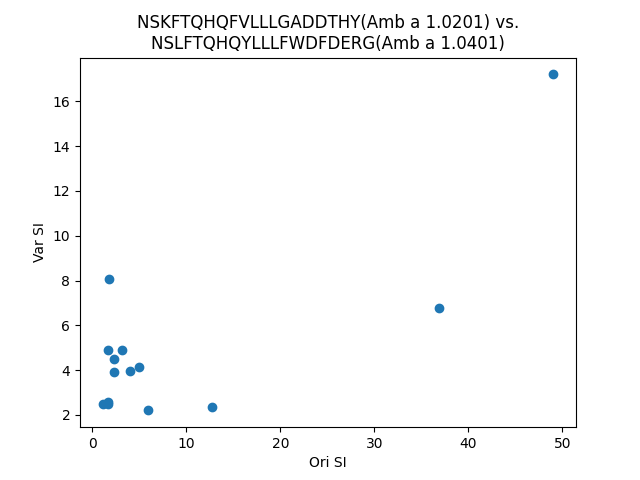 NSKFTQHQFVLLLGADDTHY(Amb a 1.0201) vs.
NSLFTQHQYLLLFWDFDERG(Amb a 1.0401)
16
14
12
10
8
6
4
2
Var SI
0 10 20 30 40 50
Ori SI